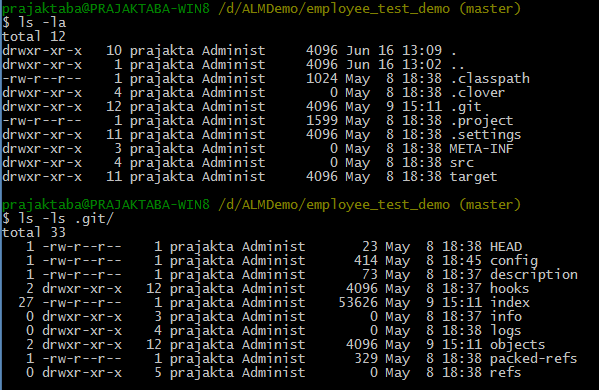 prajaktaba@PRAJAKTABA-WIN8 /d/ALMDemo/employee_test_demo (master)
$ ls -la
total 12
drwxr-xr-x 10 prajakta Administ 4096 Jun 16 13:09 .
drwxr-xr-x 1 prajakta Administ 4096 Jun 16 13:02 ..
-rw-r--r-- 1 prajakta Administ 1024 May 8 18:38 .classpath
drwxr-xr-x 4 prajakta Administ 0 May 8 18:38 .clover
drwxr-xr-x 12 prajakta Administ 4096 May 9 15:11 .git
-rw-r--r-- 1 prajakta Administ 1599 May 8 18:38 .project
drwxr-xr-x 11 prajakta Administ 4096 May 8 18:38 .settings
drwxr-xr-x 3 prajakta Administ 0 May 8 18:38 META-INF
drwxr-xr-x 4 prajakta Administ 0 May 8 18:38 src
drwxr-xr-x 11 prajakta Administ 4096 May 8 18:38 target
prajaktaba@PRAJAKTABA-WIN8 /d/ALMDemo/employee_test_demo (master)
$ ls -ls .git/
total 33
1 -rw-r--r-- 1 prajakta Administ 23 May 8 18:38 HEAD
1 -rw-r--r-- 1 prajakta Administ 414 May 8 18:45 config
1 -rw-r--r-- 1 prajakta Administ 73 May 8 18:37 description
2 drwxr-xr-x 12 prajakta Administ 4096 May 8 18:37 hooks
27 -rw-r--r-- 1 prajakta Administ 53626 May 9 15:11 index
0 drwxr-xr-x 3 prajakta Administ 0 May 8 18:37 info
0 drwxr-xr-x 4 prajakta Administ 0 May 8 18:38 logs
2 drwxr-xr-x 12 prajakta Administ 4096 May 9 15:11 objects
1 -rw-r--r-- 1 prajakta Administ 329 May 8 18:38 packed-refs
0 drwxr-xr-x 5 prajakta Administ 0 May 8 18:38 refs